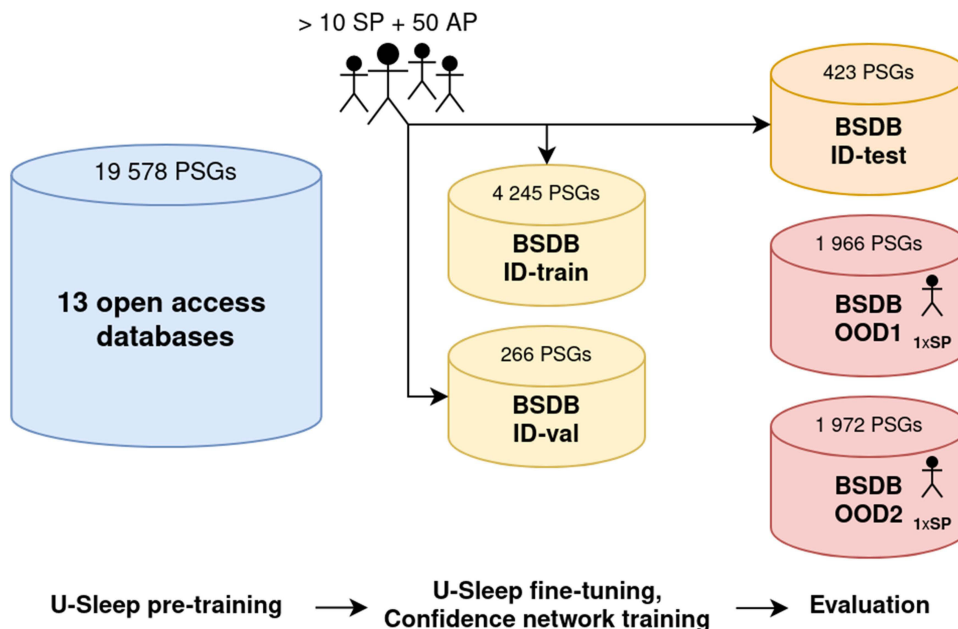 > 10 SP + 50 AP
19 578 PSGs
13 open access
databases
4 245 PSGs
BSDB
ID-train
266 PSGs
BSDB
ID-val
423 PSGs
BSDB
ID-test
1 966 PSGs
BSDB
OOD1
1xSP
1 972 PSGs
BSDB
OOD2
1xSP
U-Sleep pre-training
U-Sleep fine-tuning,
Confidence network training
Evaluation